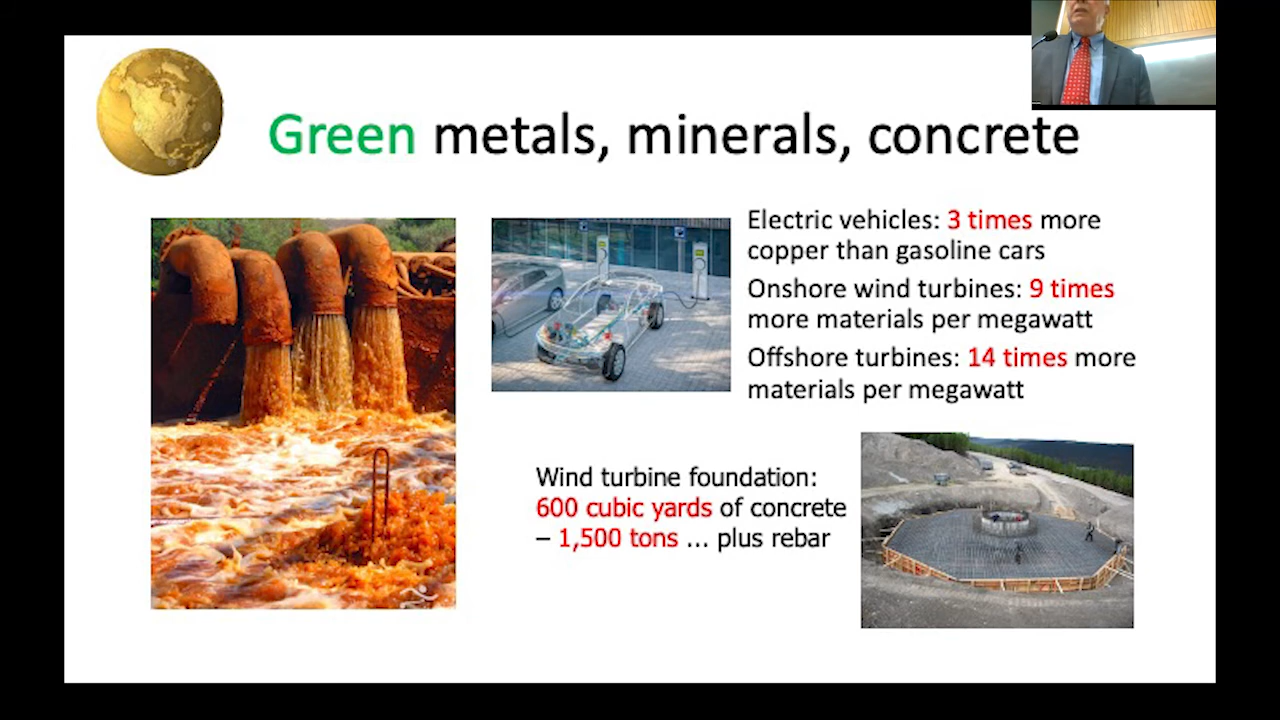 Green metals, minerals, concrete
Electric vehicles: 3 times more
copper than gasoline cars
Onshore wind turbines: 9 times
more materials per megawatt
Offshore turbines: 14 times more
materials per megawatt
Wind turbine foundation:
600 cubic yards of concrete
– 1,500 tons ... plus rebar